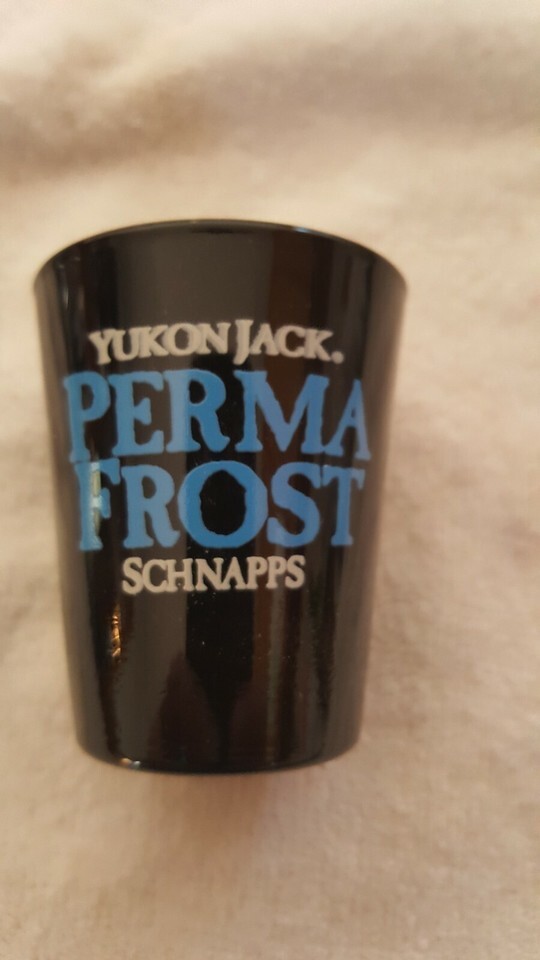 YUKON JACK.
PERMA
FROST
SCHNAPPS